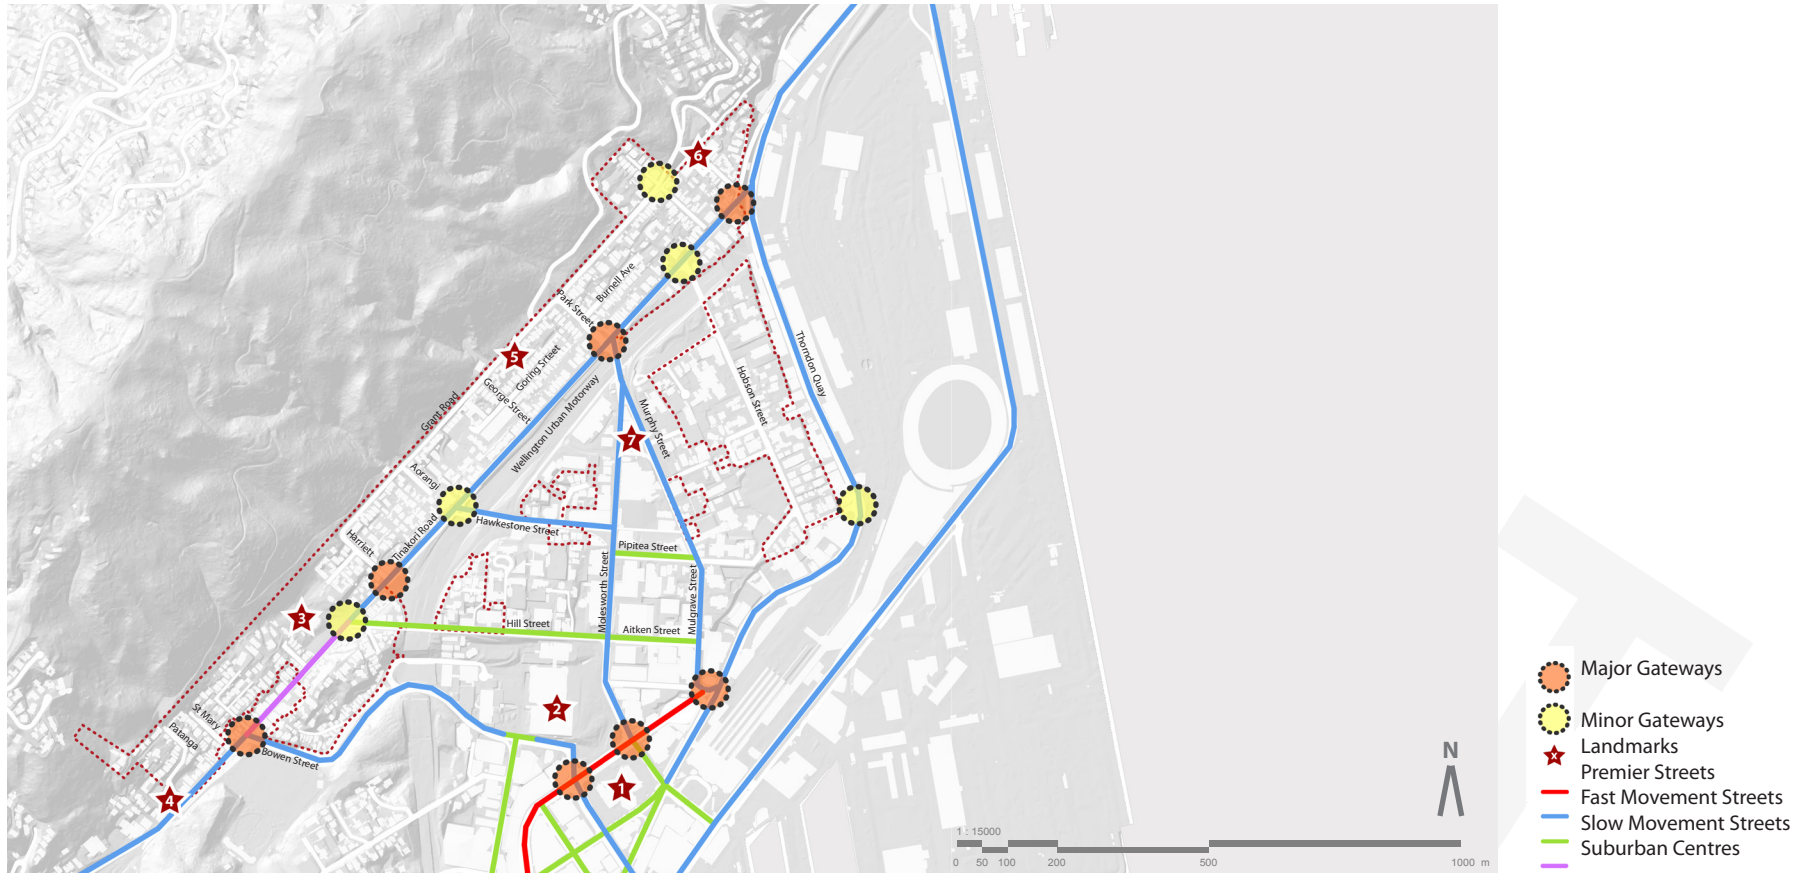 6
Burnell Ave
Park Street
5
Goring Srteet
George Street
Thorndon Quay
Hobson Street
Grant Road
Wellington Urban Motorway
Murphy Street
7
Aorangi
Hawkestone Street
Tinakori Road
Harriett
Pipitea Street
Molesworth Street
Mulgrave Street
3
Hill Street
Aitken Street
2
St Mary
Patanga
Bowen Street
1
4
N
1 : 15000
0 50 100 200 500 1000 m
Major Gateways
Minor Gateways
x
Landmarks
Premier Streets
Fast Movement Streets
Slow Movement Streets
Suburban Centres